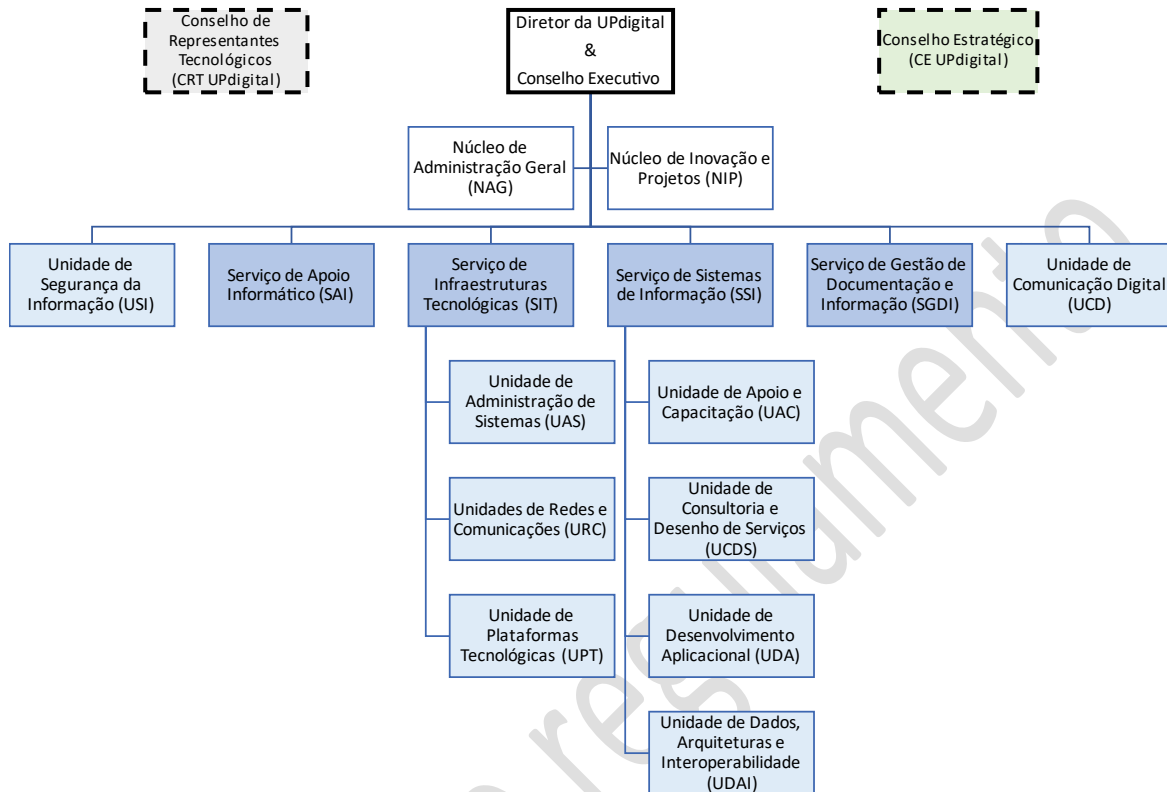 Conselho de
Representantes
Tecnológicos
(CRT UPdigital)
Diretor da UPdigital
&
Conselho Executivo
Conselho Estratégico
(CE UPdigital)
Núcleo de
Administração Geral
(NAG)
Núcleo de Inovação e
Projetos (NIP)
Unidade de
Segurança da
Informação (USI)
Serviço de Apoio
Informático (SAI)
Serviço de
Infraestruturas
Tecnológicas (SIT)
Serviço de Sistemas
de Informação (SSI)
Serviço de Gestão de
Documentação e
Informação (SGDI)
Unidade de
Comunicação Digital
(UCD)
Unidade de
Administração de
Sistemas (UAS)
Unidade de Apoio e
Capacitação (UAC)
Unidades de Redes e
Comunicações (URC)
Unidade de
Consultoria e
Desenho de Serviços
(UCDS)
Unidade de
Plataformas
Tecnológicas (UPT)
Unidade de
Desenvolvimento
Aplicacional (UDA)
Unidade de Dados,
Arquiteturas e
Interoperabilidade
(UDAI)